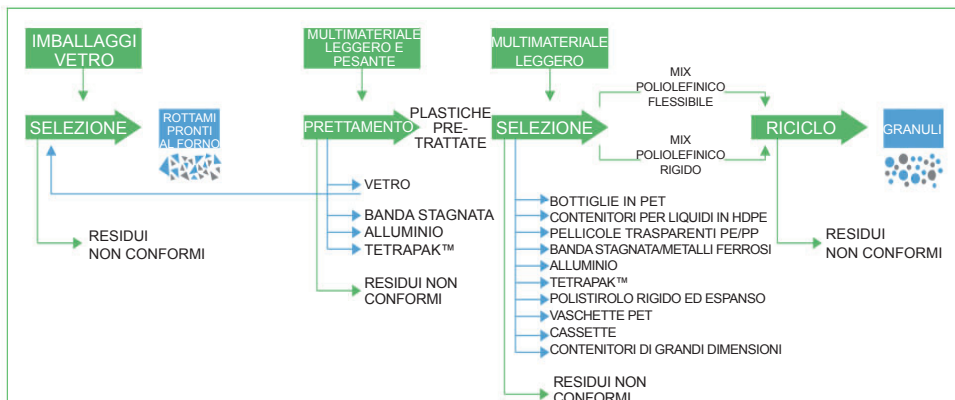 IMBALLAGGI
VETRO
SELEZIONE
ROTTAMI
PRONTI
AL FORNO
RESIDUI
NON CONFORMI
MULTIMATERIALE
LEGGERO E
PESANTE
PRETTAMENTO
PLASTICHE
PRE-
TRATTATE
VETRO
BANDA STAGNATA
ALLUMINIO
TETRAPAK™
RESIDUI NON
CONFORMI
MULTIMATERIALE
LEGGERO
SELEZIONE
MIX
POLIOLEFINICO
FLESSIBILE
MIX
POLIOLEFINICO
RIGIDO
BOTTIGLIE IN PET
CONTENITORI PER LIQUIDI IN HDPE
PELLICOLE TRASPARENTI PE/PP
BANDA STAGNATA/METALLI FERROSI
ALLUMINIO
TETRAPAK™
POLISTIROLO RIGIDO ED ESPANSO
VASCHETTE PET
CASSETTE
CONTENITORI DI GRANDI DIMENSIONI
RESIDUI NON
CONFORMI
RICICLO
GRANULI
RESIDUI
NON CONFORMI